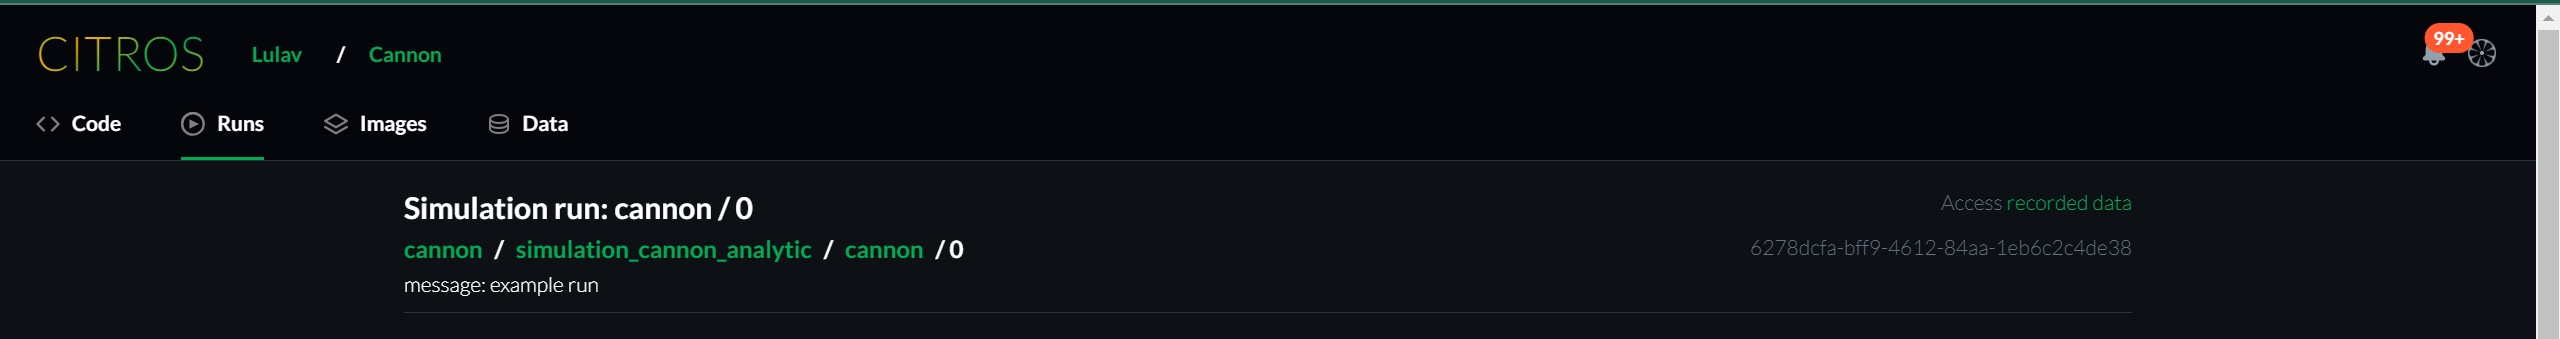 CITROS Lulav / Cannon 99+
Code Runs Images Data
Simulation run: cannon / 0
Access recorded data
cannon / simulation_cannon_analytic / cannon / 0
6278dcfa-bff9-4612-84aa-1eb6c2c4de38
message: example run